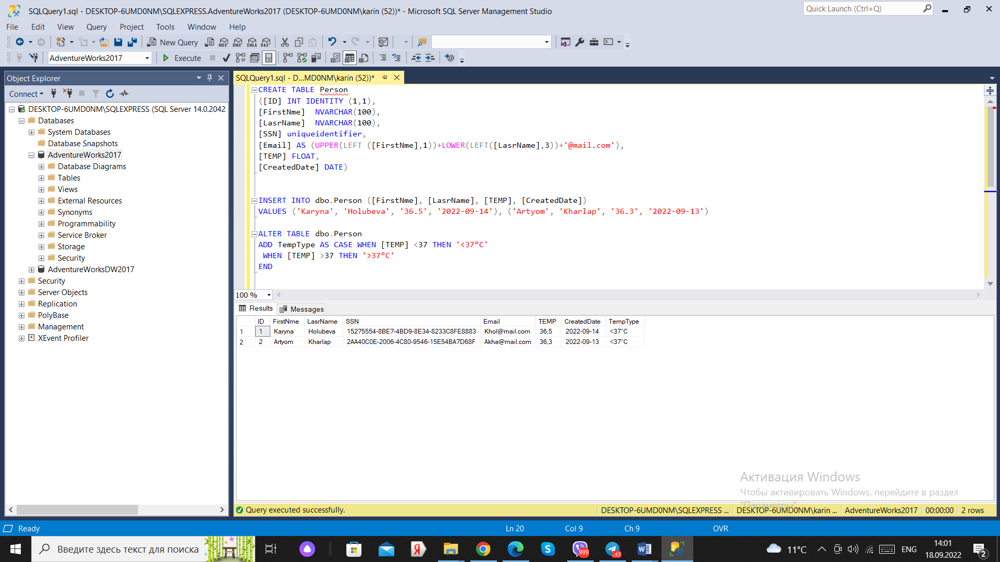 SQLQuery1.sql - DESKTOP-6UMD0NM\SQLEXPRESS.AdventureWorks2017 (DESKTOP-6UMD0NM\karin (52))* - Microsoft SQL Server Management Studio
Quick Launch (Ctrl+Q)
File Edit View Query Project Tools Window Help
New Query
MDX DMX XMLA DAX
AdventureWorks2017
Execute
Object Explorer
Connect
DESKTOP-6UMD0NM\SQLEXPRESS (SQL Server 14.0.2042
Databases
System Databases
Database Snapshots
AdventureWorks2017
Database Diagrams
Tables
Views
External Resources
Synonyms
Programmability
Service Broker
Storage
Security
AdventureWorksDW2017
Security
Server Objects
Replication
PolyBase
Management
XEvent Profiler
SQLQuery1.sql - D...MD0NM\karin (52))*
CREATE TABLE Person
([ID] INT IDENTITY (1,1),
[FirstNme]  NVARCHAR(100),
[LasrName]  NVARCHAR(100),
[SSN] uniqueidentifier,
[Email] AS (UPPER(LEFT ([FirstNme],1))+LOWER(LEFT([LasrName],3))+'@mail.com'),
[TEMP] FLOAT,
[CreatedDate] DATE)
INSERT INTO dbo.Person ([FirstNme], [LasrName], [TEMP], [CreatedDate])
VALUES ('Karyna', 'Holubeva', '36.5', '2022-09-14'), ('Artyom', 'Kharlap', '36.3', '2022-09-13')
ALTER TABLE dbo.Person
ADD TempType AS CASE WHEN [TEMP] <37 THEN '<37°C'
WHEN [TEMP] >37 THEN '>37°C'
END
100 %
Results Messages
ID FirstNme LasrName SSN Email TEMP CreatedDate TempType
1 1 Karyna Holubeva 15275554-8BE7-4BD9-8E34-8233C8FE8883 Khol@mail.com 36,5 2022-09-14 <37°C
2 2 Artyom Kharlap 2AA40C0E-2006-4C80-9546-15E54BA7D68F Akha@mail.com 36,3 2022-09-13 <37°C
Активация Windows
Чтобы активировать Windows, перейдите в раздел
"Параметры"
Query executed successfully.
DESKTOP-6UMD0NM\SQLEXPRESS ... DESKTOP-6UMD0NM\karin ... AdventureWorks2017 00:00:00 2 rows
Ready
Ln 20 Col 9 Ch 9 OVR
Введите здесь текст для поиска
Я
999
.43
11°C
ENG
14:01
18.09.2022
2